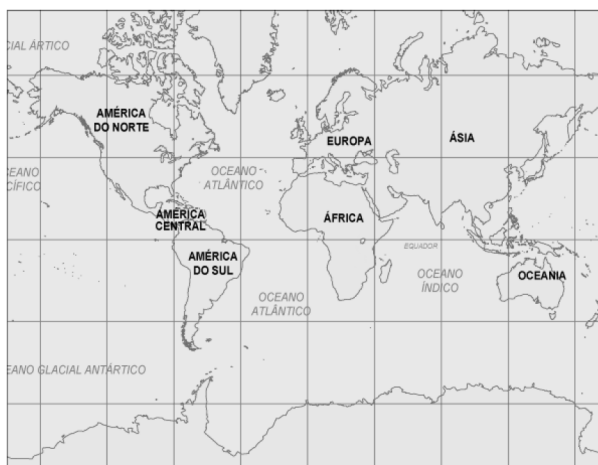 CIAL ÁRTICO
AMÉRICA
DO NORTE
EUROPA
ÁSIA
CEANO
CÍFICO
OCEANO
ATLÂNTICO
AMÉRICA
CENTRAL
ÁFRICA
AMÉRICA
DO SUL
EQUADOR
OCEANO
ÍNDICO
OCEANIA
OCEANO
ATLÂNTICO
EANO GLACIAL ANTÁRTICO